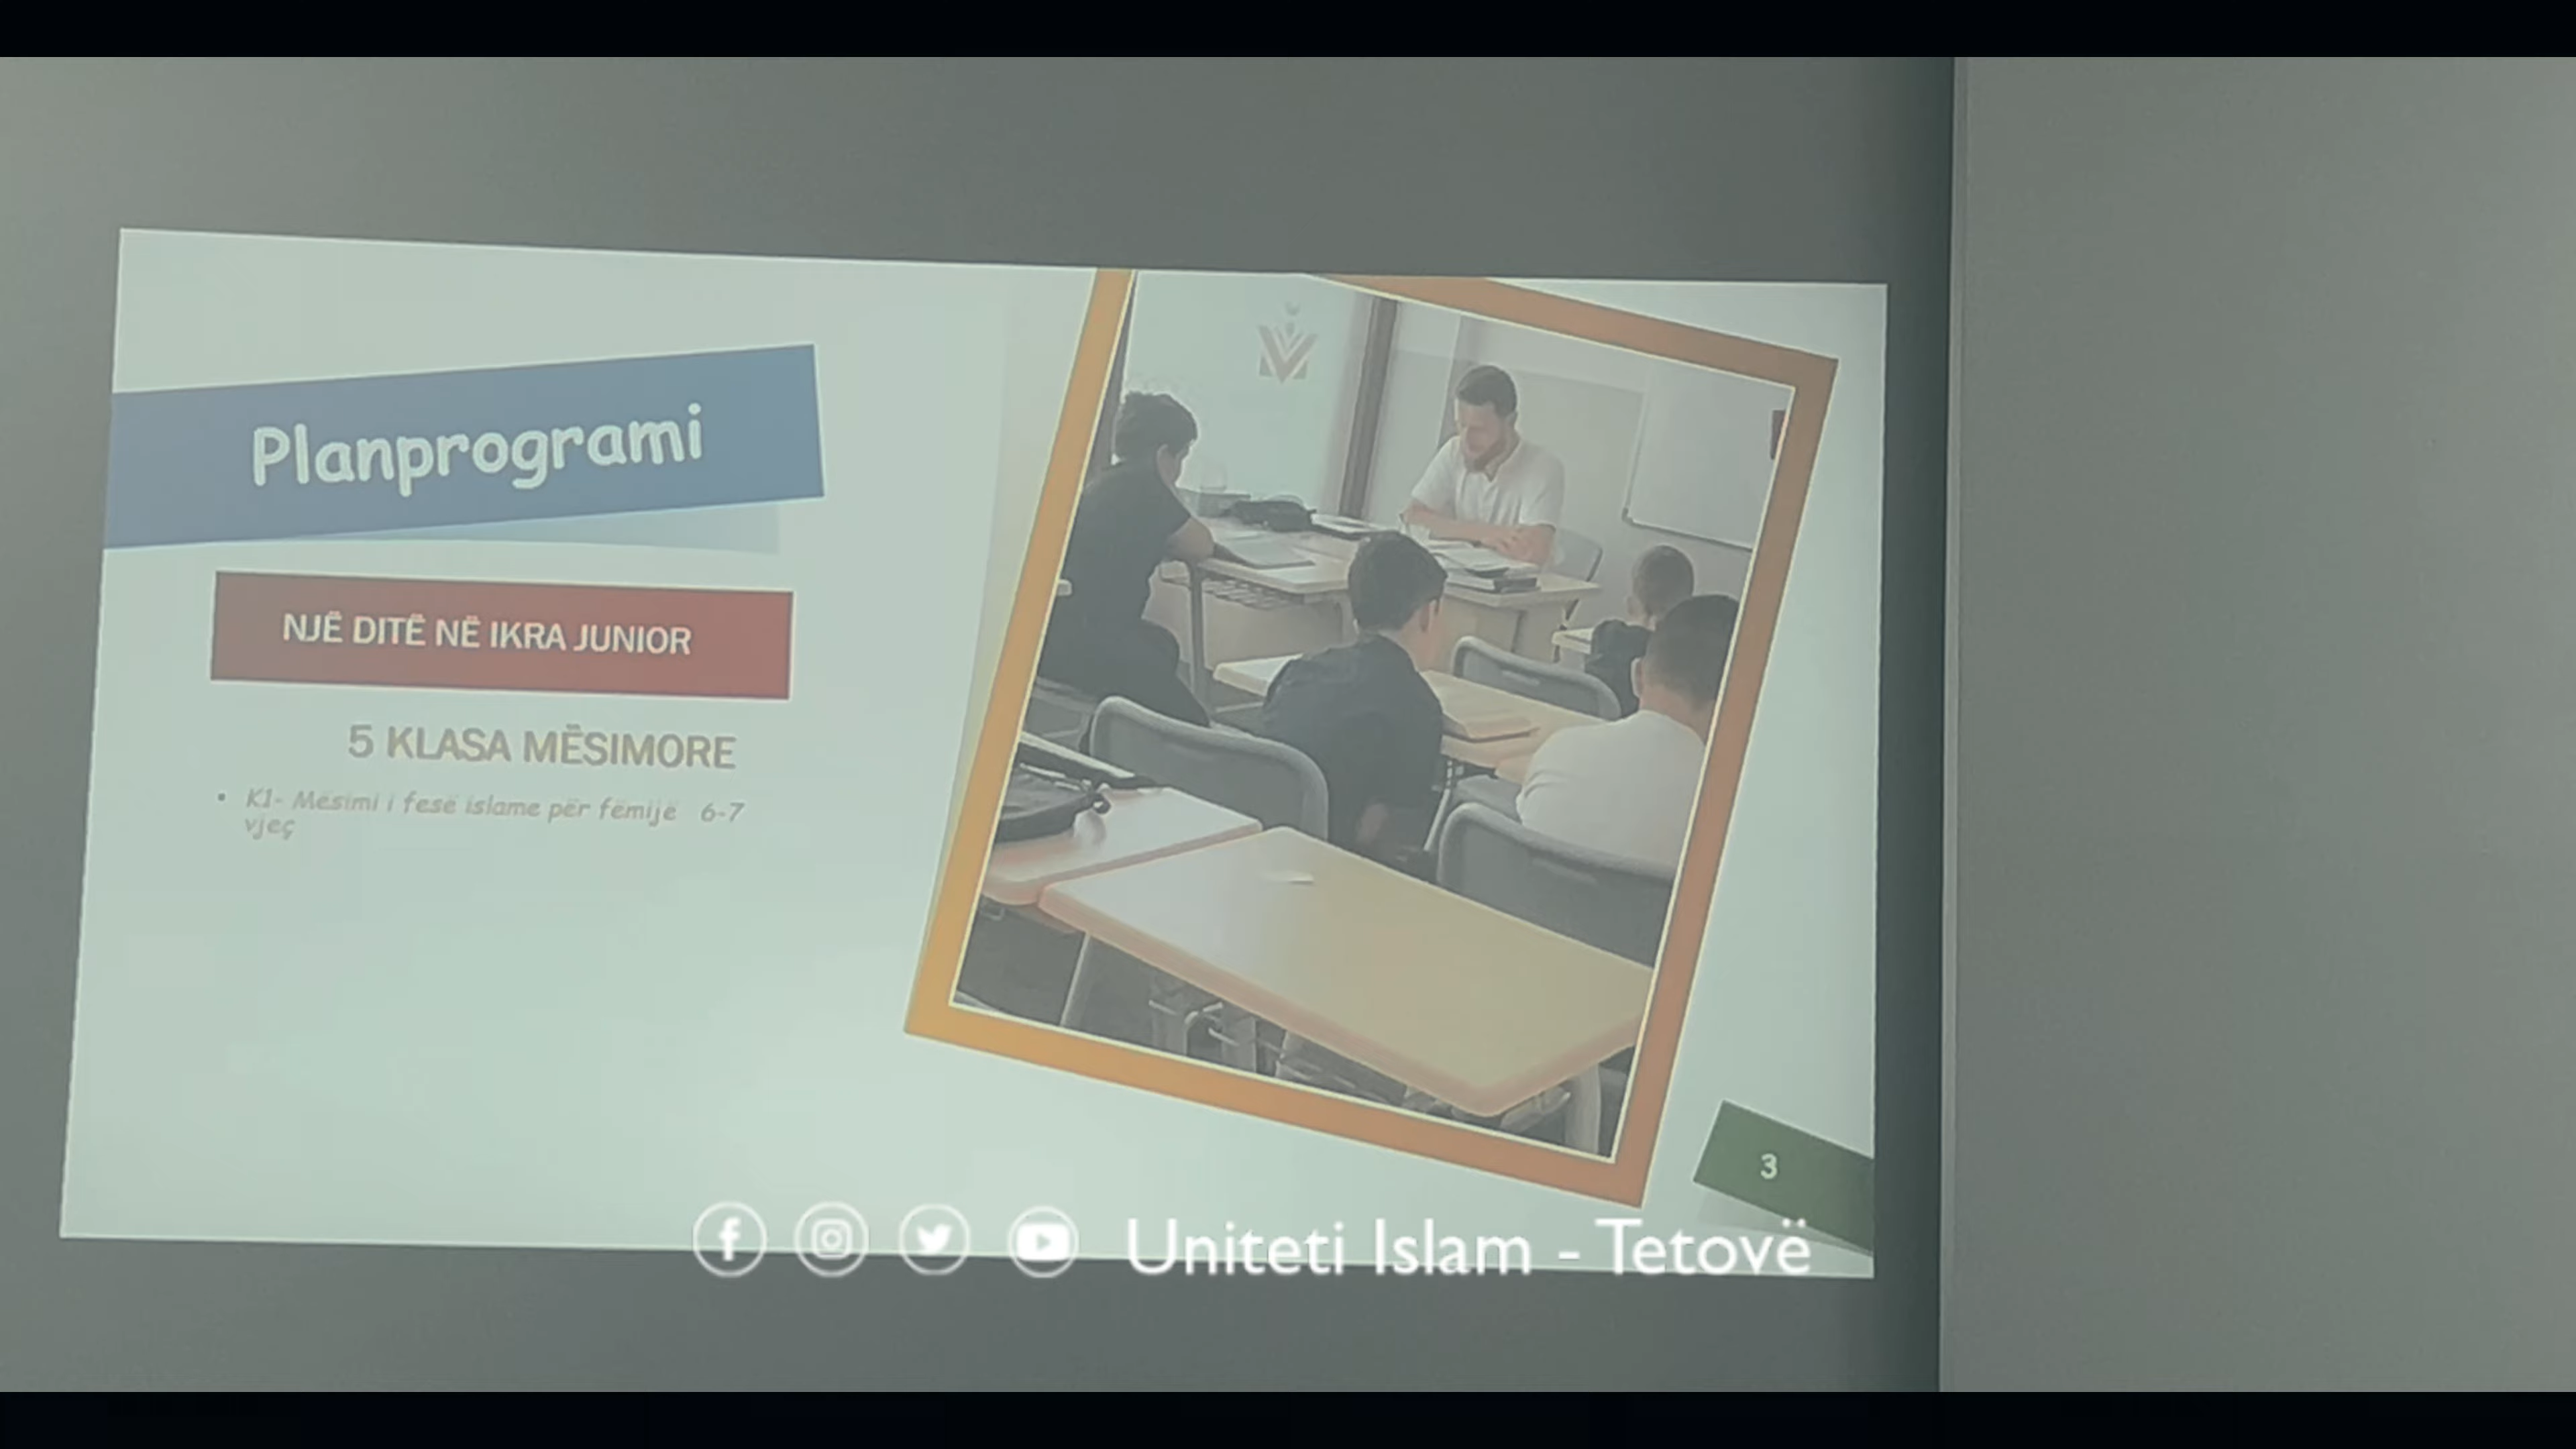 Planprogrami
NJË DITË NË IKRA JUNIOR
5 KLASA MËSIMORE
• K1- Mësimi i fesë islame për fëmijë 6-7
vjeç
3
Uniteti Islam - Tetovë